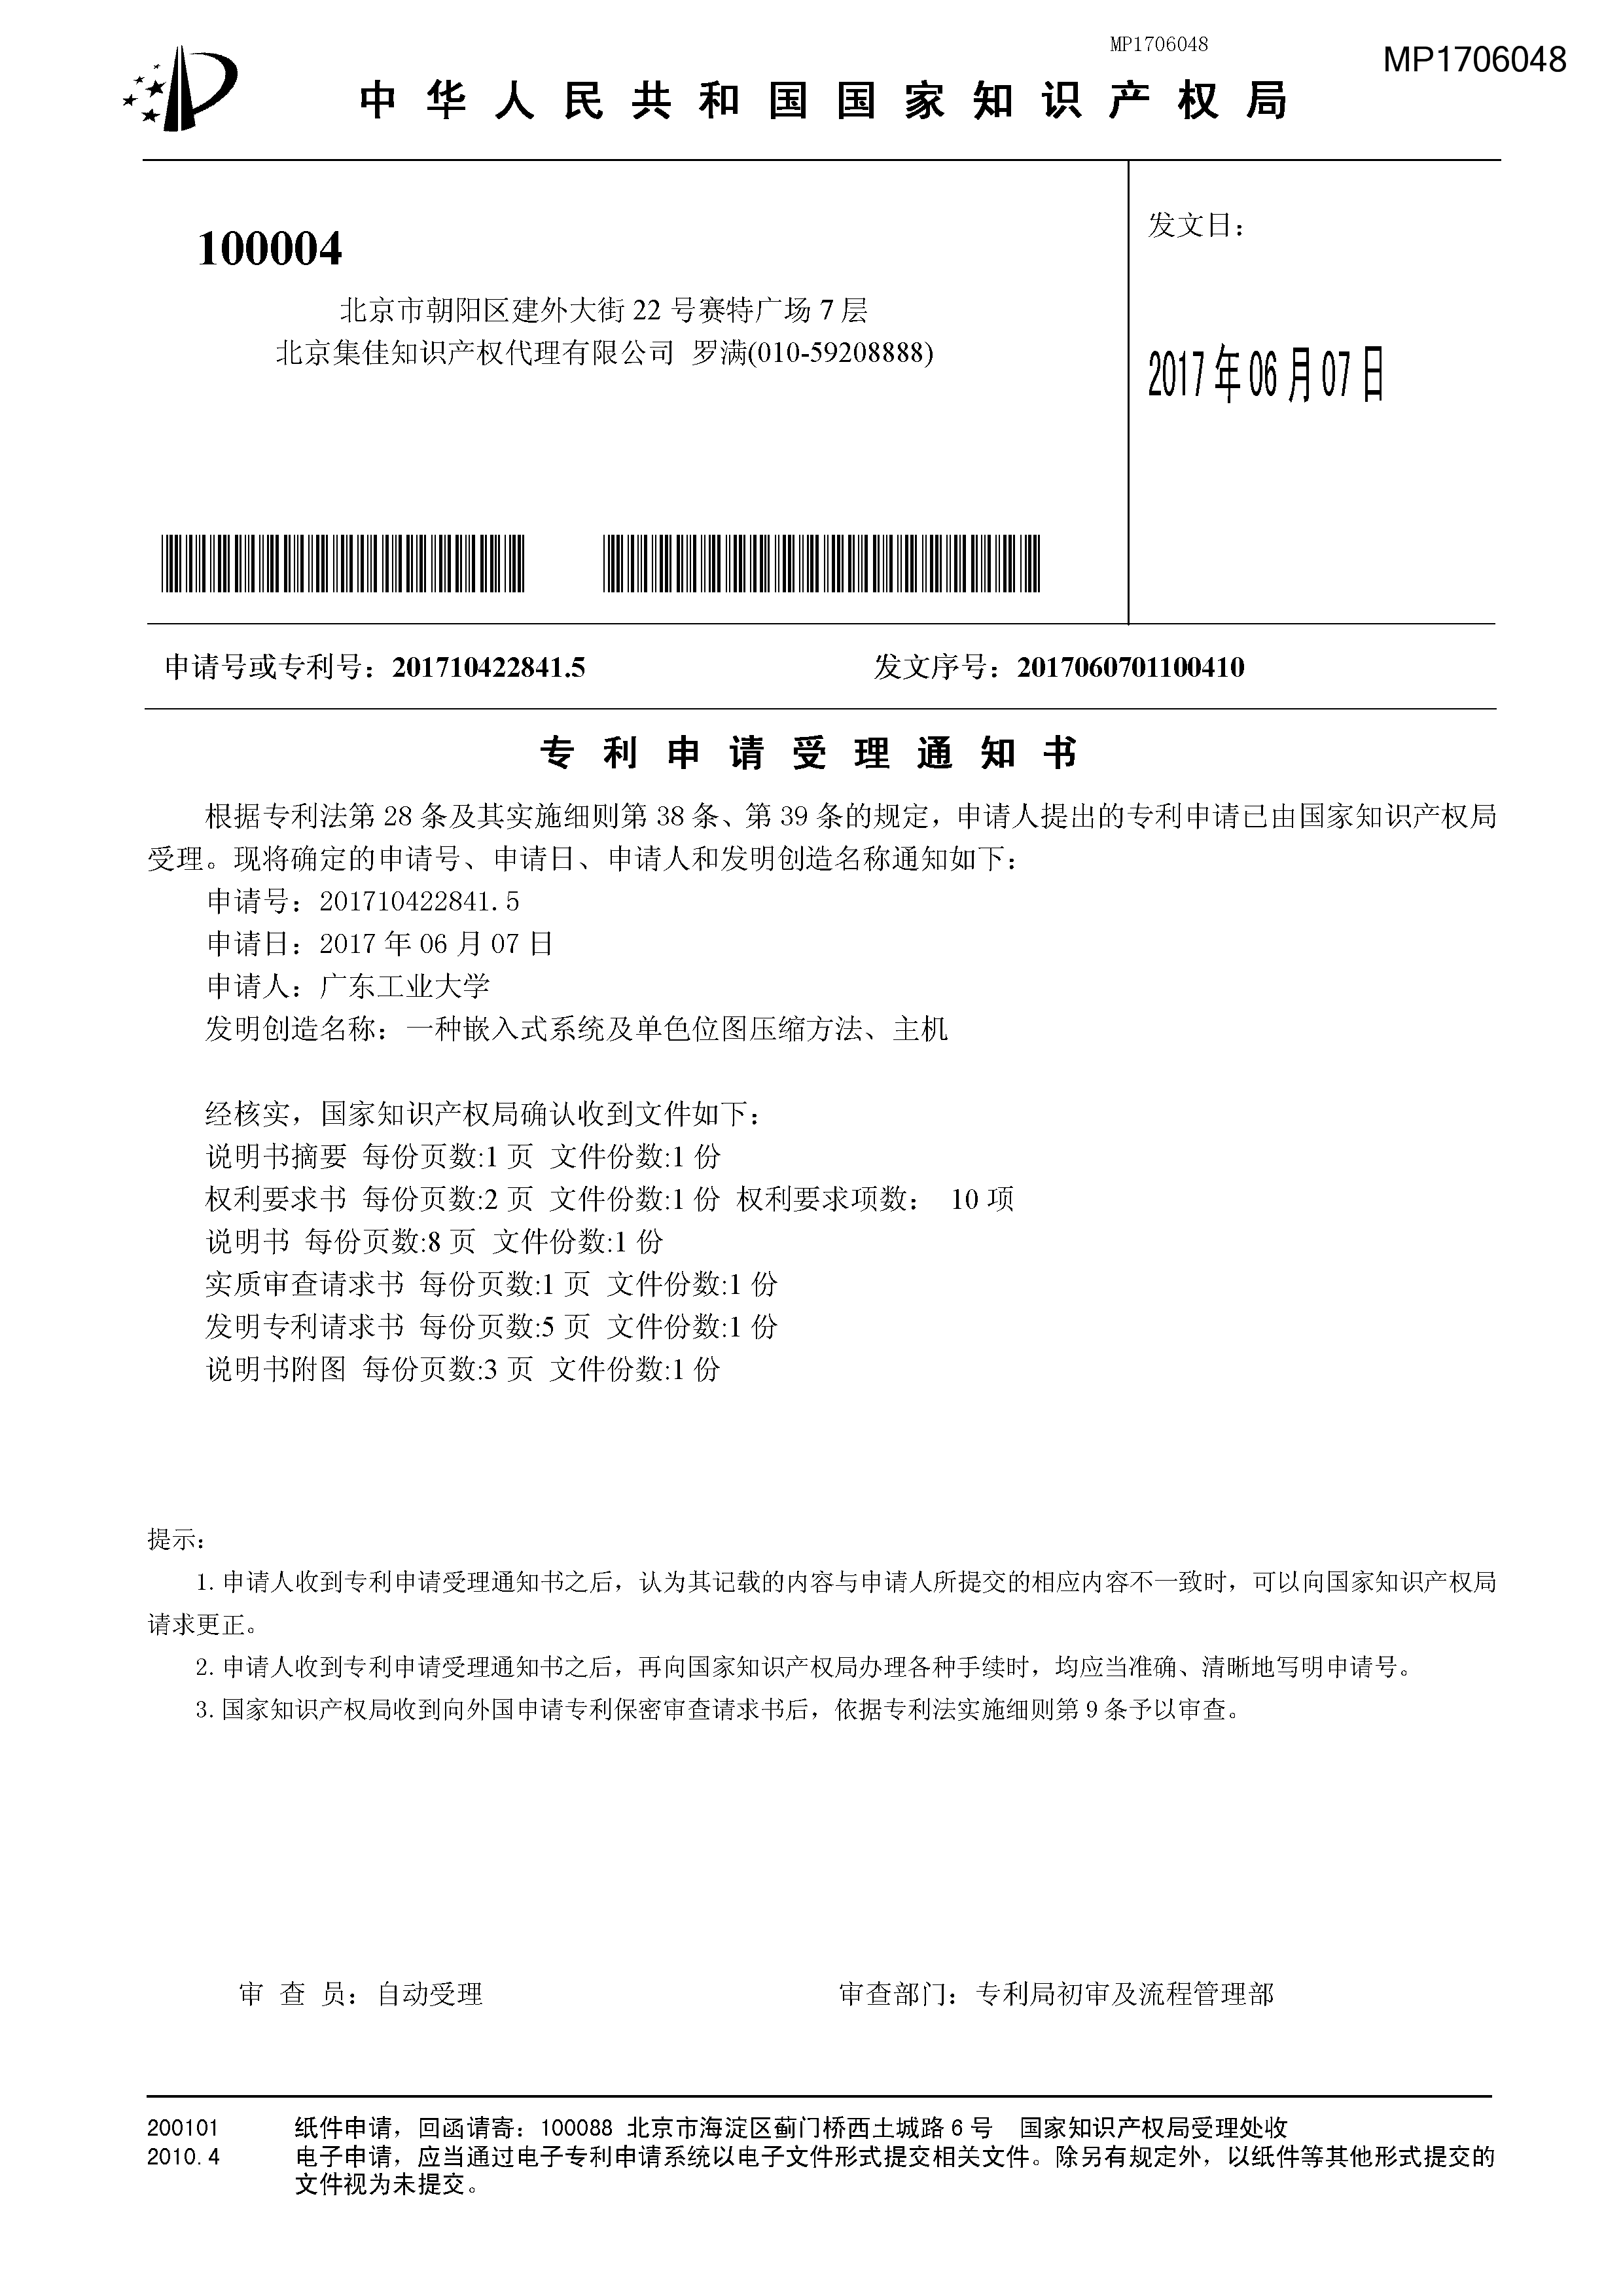 MP1706048
MP1706048
中华人民共和国国家知识产权局
100004
北京市朝阳区建外大街 22 号赛特广场 7 层
北京集佳知识产权代理有限公司 罗满(010-59208888)
发文日：
2017 年 06 月 07 日
申请号或专利号：201710422841.5
发文序号：2017060701100410
专利申请受理通知书
根据专利法第 28 条及其实施细则第 38 条、第 39 条的规定，申请人提出的专利申请已由国家知识产权局
受理。现将确定的申请号、申请日、申请人和发明创造名称通知如下：
申请号：201710422841.5
申请日：2017 年 06 月 07 日
申请人：广东工业大学
发明创造名称：一种嵌入式系统及单色位图压缩方法、主机
经核实，国家知识产权局确认收到文件如下：
说明书摘要 每份页数:1 页 文件份数:1 份
权利要求书 每份页数:2 页 文件份数:1 份 权利要求项数： 10 项
说明书 每份页数:8 页 文件份数:1 份
实质审查请求书 每份页数:1 页 文件份数:1 份
发明专利请求书 每份页数:5 页 文件份数:1 份
说明书附图 每份页数:3 页 文件份数:1 份
提示：
1. 申请人收到专利申请受理通知书之后，认为其记载的内容与申请人所提交的相应内容不一致时，可以向国家知识产权局
请求更正。
2. 申请人收到专利申请受理通知书之后，再向国家知识产权局办理各种手续时，均应当准确、清晰地写明申请号。
3. 国家知识产权局收到向外国申请专利保密审查请求书后，依据专利法实施细则第 9 条予以审查。
审 查 员：自动受理
审查部门：专利局初审及流程管理部
200101 纸件申请，回函请寄：100088 北京市海淀区蓟门桥西土城路 6 号 国家知识产权局受理处收
2010.4 电子申请，应当通过电子专利申请系统以电子文件形式提交相关文件。除另有规定外，以纸件等其他形式提交的
文件视为未提交。